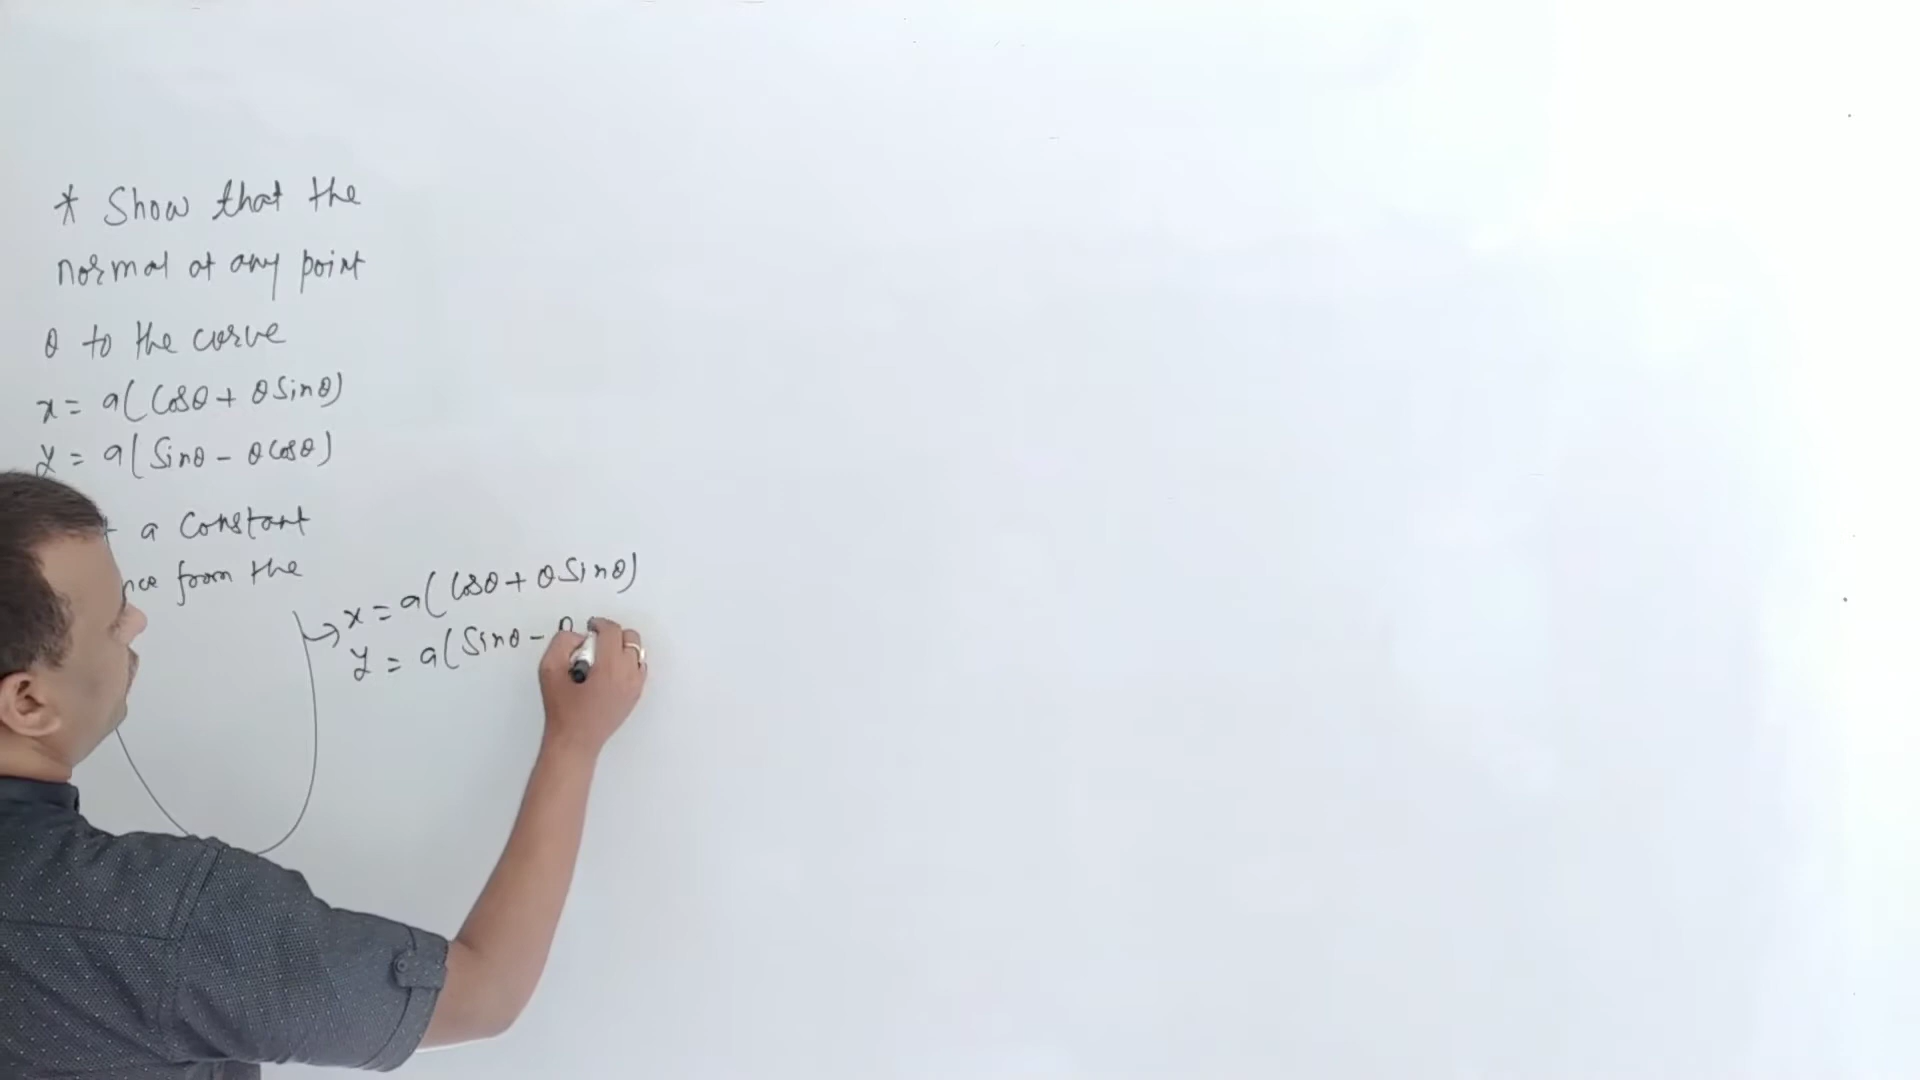 * Show that the
normal at any point
θ to the curve
x = a(Cosθ + θ Sinθ)
y = a(Sinθ - θ Cosθ)
a Constant
from the
x = a(Cosθ + θ Sinθ)
y = a(Sinθ -